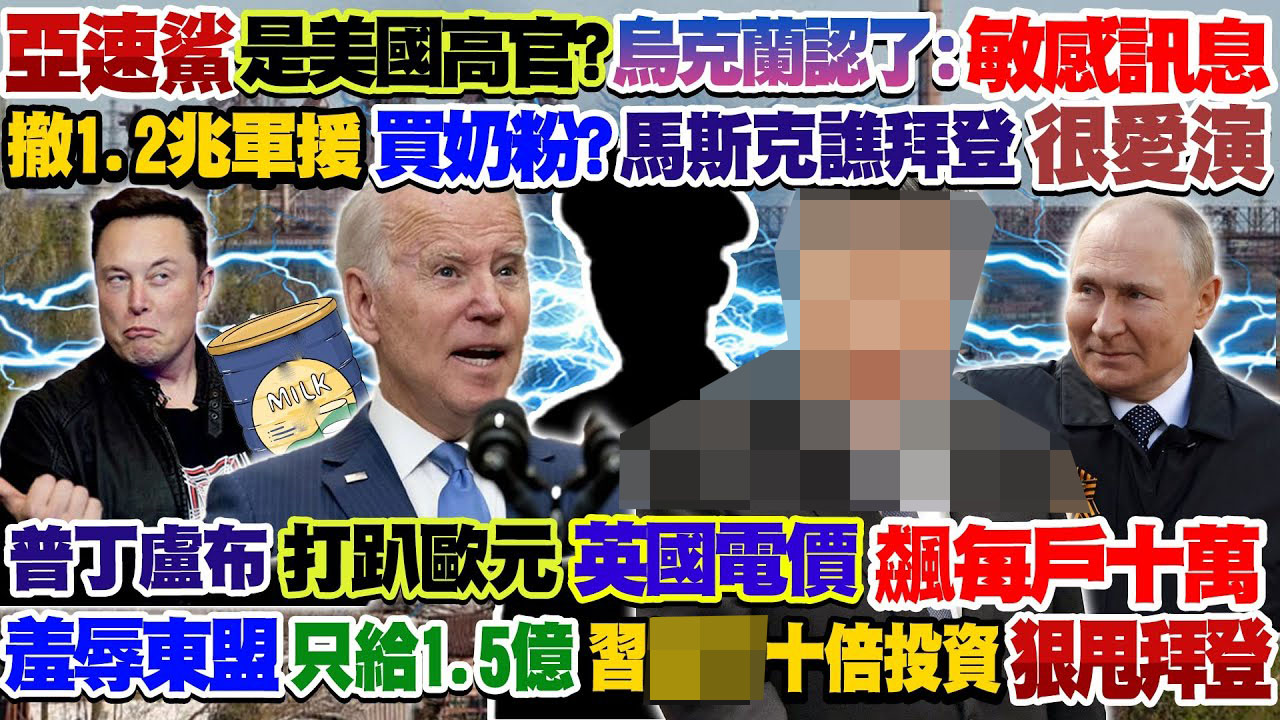 亞速鯊 是美國高官? 烏克蘭認了: 敏感訊息
撤1.2兆軍援 買奶粉? 馬斯克譙拜登 很愛演
MILK
普丁盧布 打趴歐元 英國電價 飆每戶十萬
羞辱東盟 只給1.5億 習 十倍投資 狠甩拜登